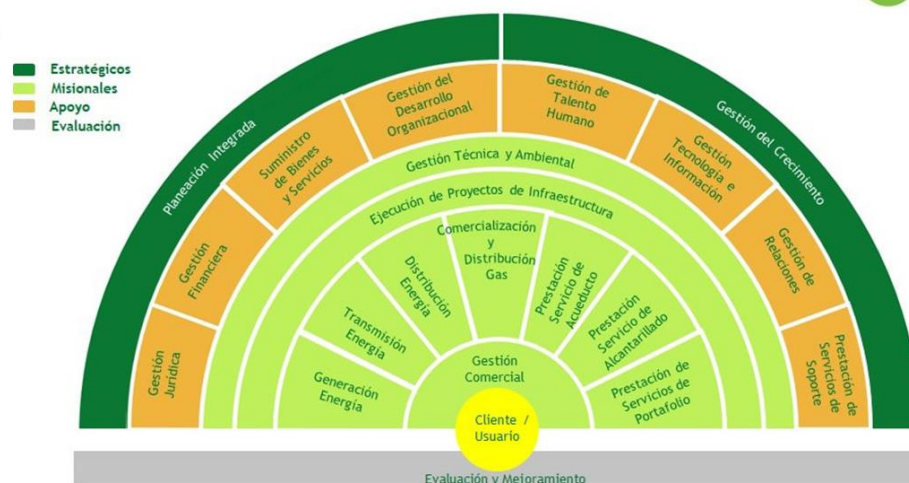 Estratégicos
Misionales
Apoyo
Evaluación
Planeación Integrada
Gestión del Crecimiento
Gestión
Jurídica
Gestión
Financiera
Suministro
de Bienes
y Servicios
Gestión del
Desarrollo
Organizacional
Gestión de
Talento
Humano
Gestión
Tecnología e
Información
Gestión de
Relaciones
Prestación de
Servicios de
Soporte
Gestión Técnica y Ambiental
Ejecución de Proyectos de Infraestructura
Generación
Energía
Transmisión
Energía
Distribución
Energía
Comercialización
y
Distribución
Gas
Prestación
Servicio de
Acueducto
Prestación
Servicio de
Alcantarillado
Prestación de
Servicios de
Portafolio
Gestión
Comercial
Cliente /
Usuario
Evaluación y Mejoramiento